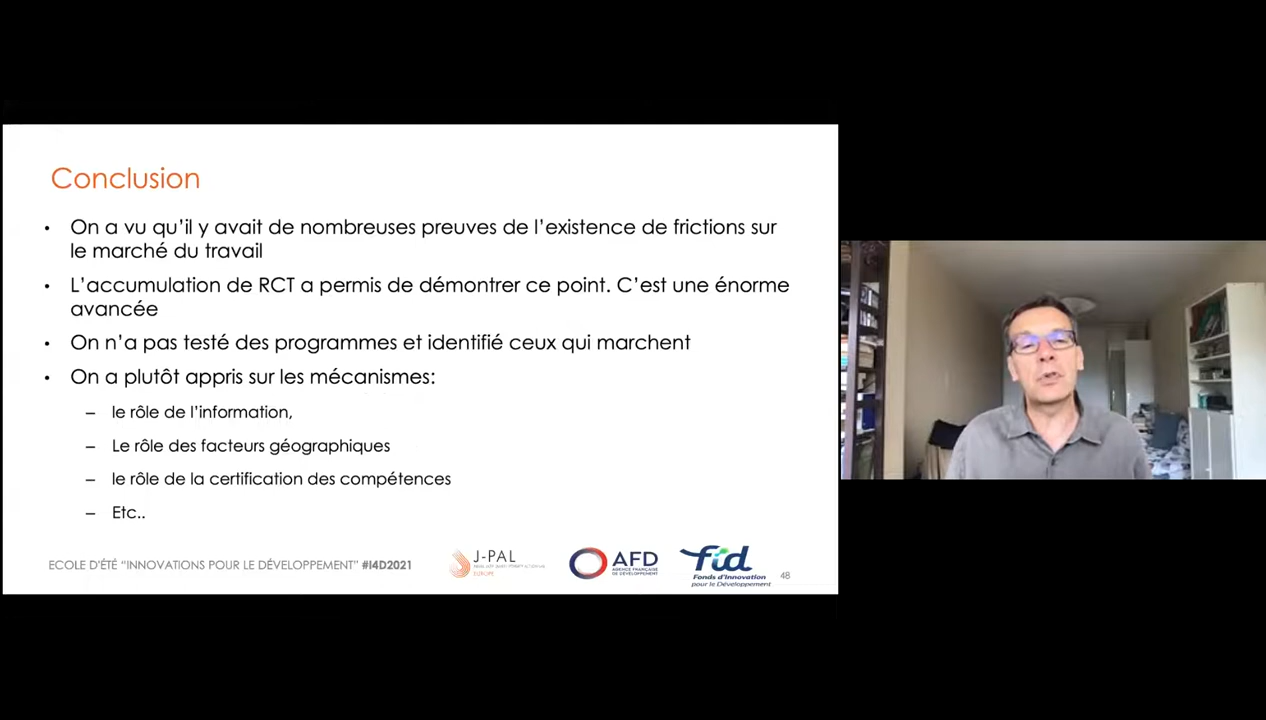 Conclusion
• On a vu qu’il y avait de nombreuses preuves de l’existence de frictions sur
le marché du travail
• L’accumulation de RCT a permis de démontrer ce point. C’est une énorme
avancée
• On n’a pas testé des programmes et identifié ceux qui marchent
• On a plutôt appris sur les mécanismes:
– le rôle de l’information,
– Le rôle des facteurs géographiques
– le rôle de la certification des compétences
– Etc..
ECOLE D'ÉTÉ “INNOVATIONS POUR LE DÉVELOPPEMENT” #I4D2021
J-PAL
EUROPE
AFD
AGENCE FRANÇAISE
DE DÉVELOPPEMENT
fid
Fonds d'Innovation
pour le Développement
48